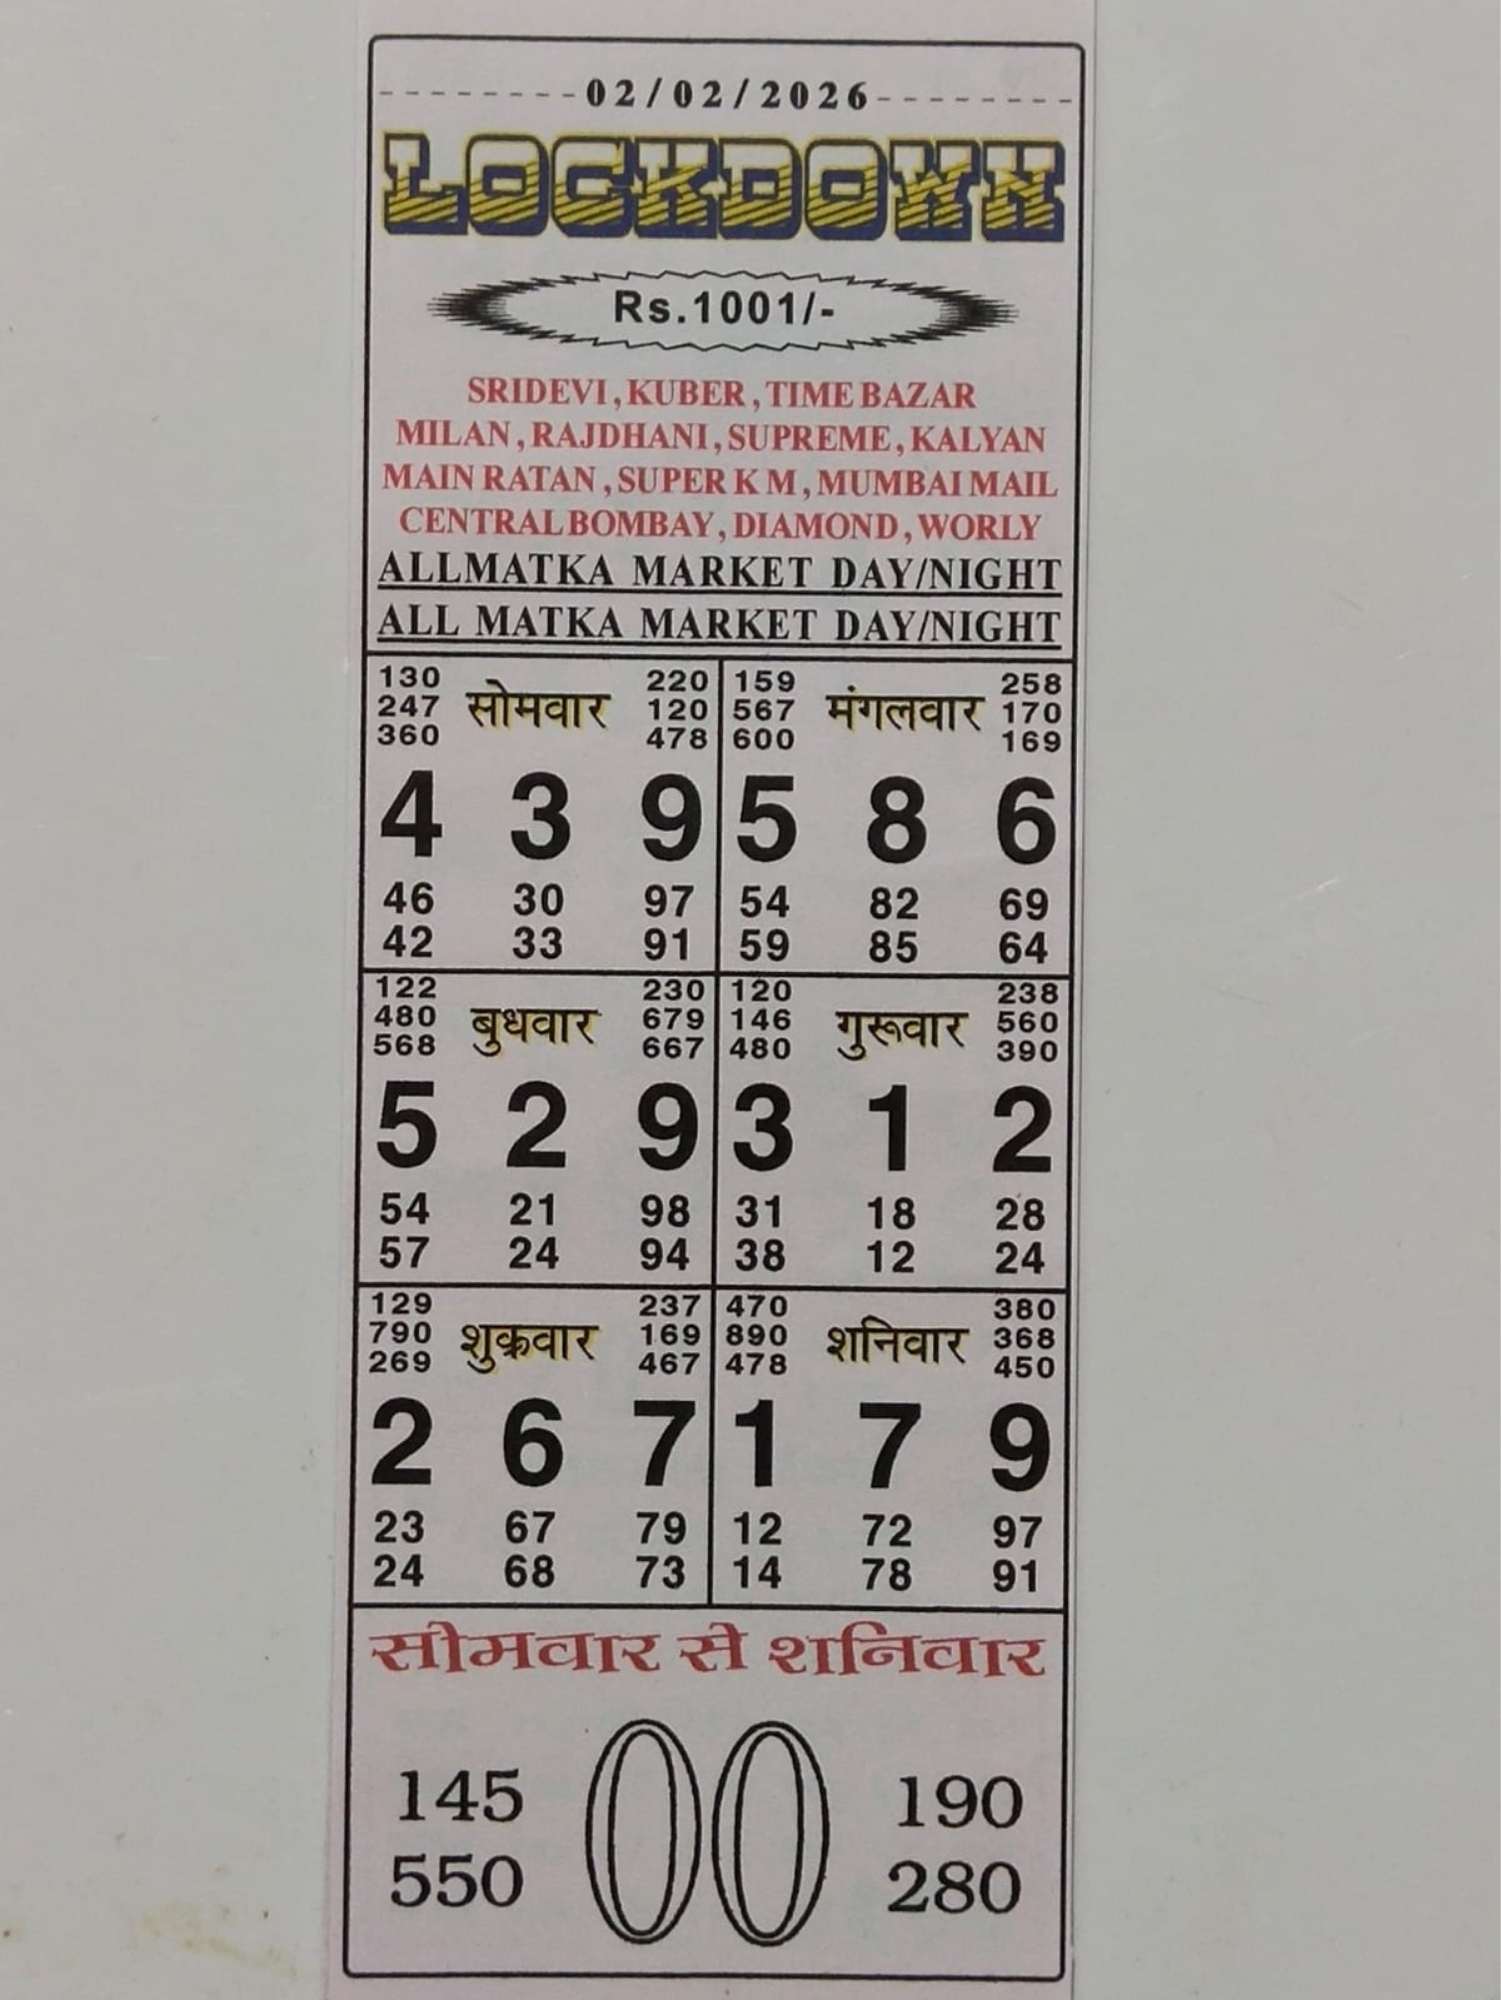 02/02/2026
LOCKDOWN
Rs.1001/-
SRIDEVI, KUBER, TIME BAZAR
MILAN, RAJDHANI, SUPREME, KALYAN
MAIN RATAN, SUPER K M, MUMBAI MAIL
CENTRAL BOMBAY, DIAMOND, WORLY
ALLMATKA MARKET DAY/NIGHT
ALL MATKA MARKET DAY/NIGHT
130 220 159 258
247 सोमवार 120 567 मंगलवार 170
360 478 600 169
4 3 9 5 8 6
46 30 97 54 82 69
42 33 91 59 85 64
122 230 120 238
480 बुधवार 679 146 गुरूवार 560
568 667 480 390
5 2 9 3 1 2
54 21 98 31 18 28
57 24 94 38 12 24
129 237 470 380
790 शुक्रवार 169 890 शनिवार 368
269 467 478 450
2 6 7 1 7 9
23 67 79 12 72 97
24 68 73 14 78 91
सोमवार से शनिवार
145 00 190
550 280